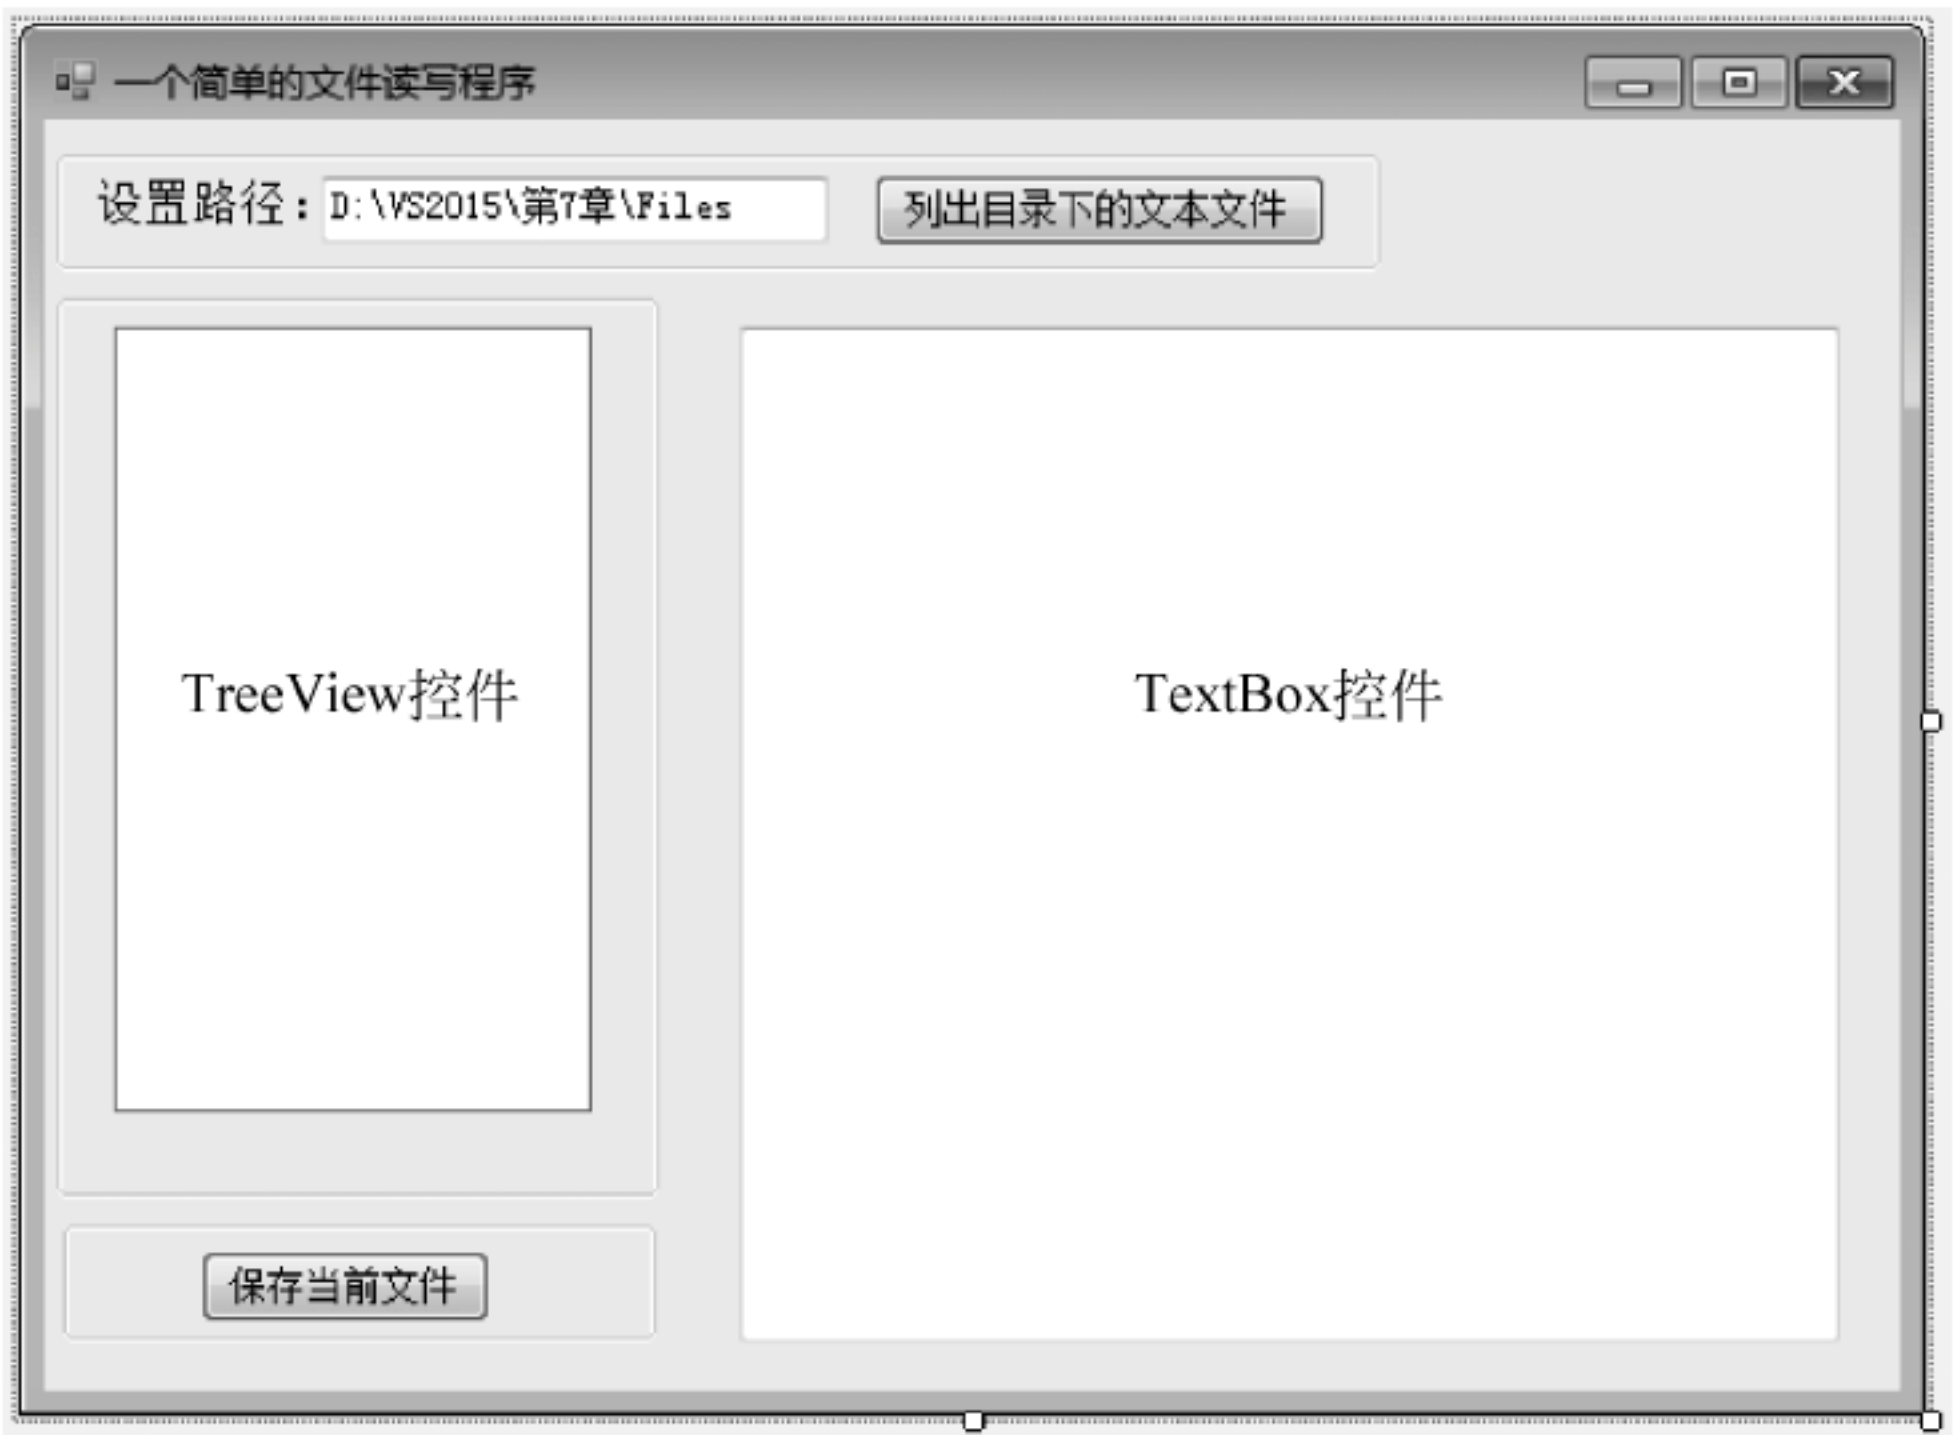 一个简单的文件读写程序
设置路径：D:\VS2015\第7章\Files 列出目录下的文本文件
TreeView控件 TextBox控件
保存当前文件